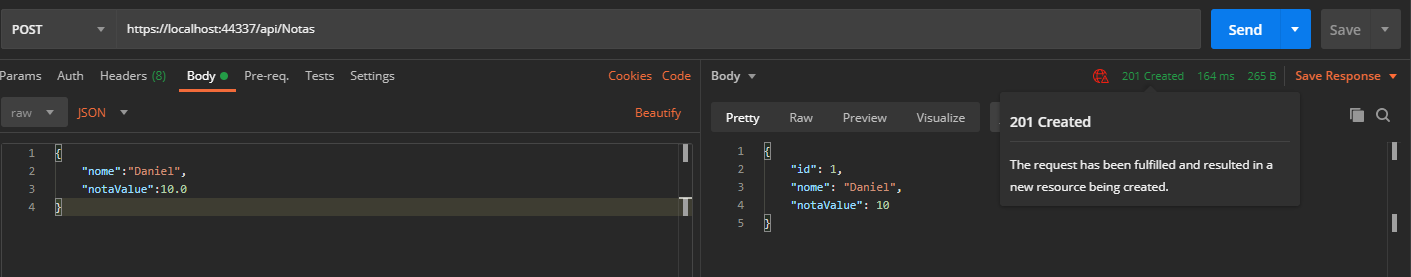 POST https://localhost:44337/api/Notas Send Save
Params Auth Headers (8) Body Pre-req. Tests Settings Cookies Code
raw JSON Beautify
1 {
2 "nome":"Daniel",
3 "notaValue":10.0
4 }
Body 201 Created 164 ms 265 B Save Response
Pretty Raw Preview Visualize
1 {
2 "id": 1,
3 "nome": "Daniel",
4 "notaValue": 10
5 }
201 Created
The request has been fulfilled and resulted in a
new resource being created.